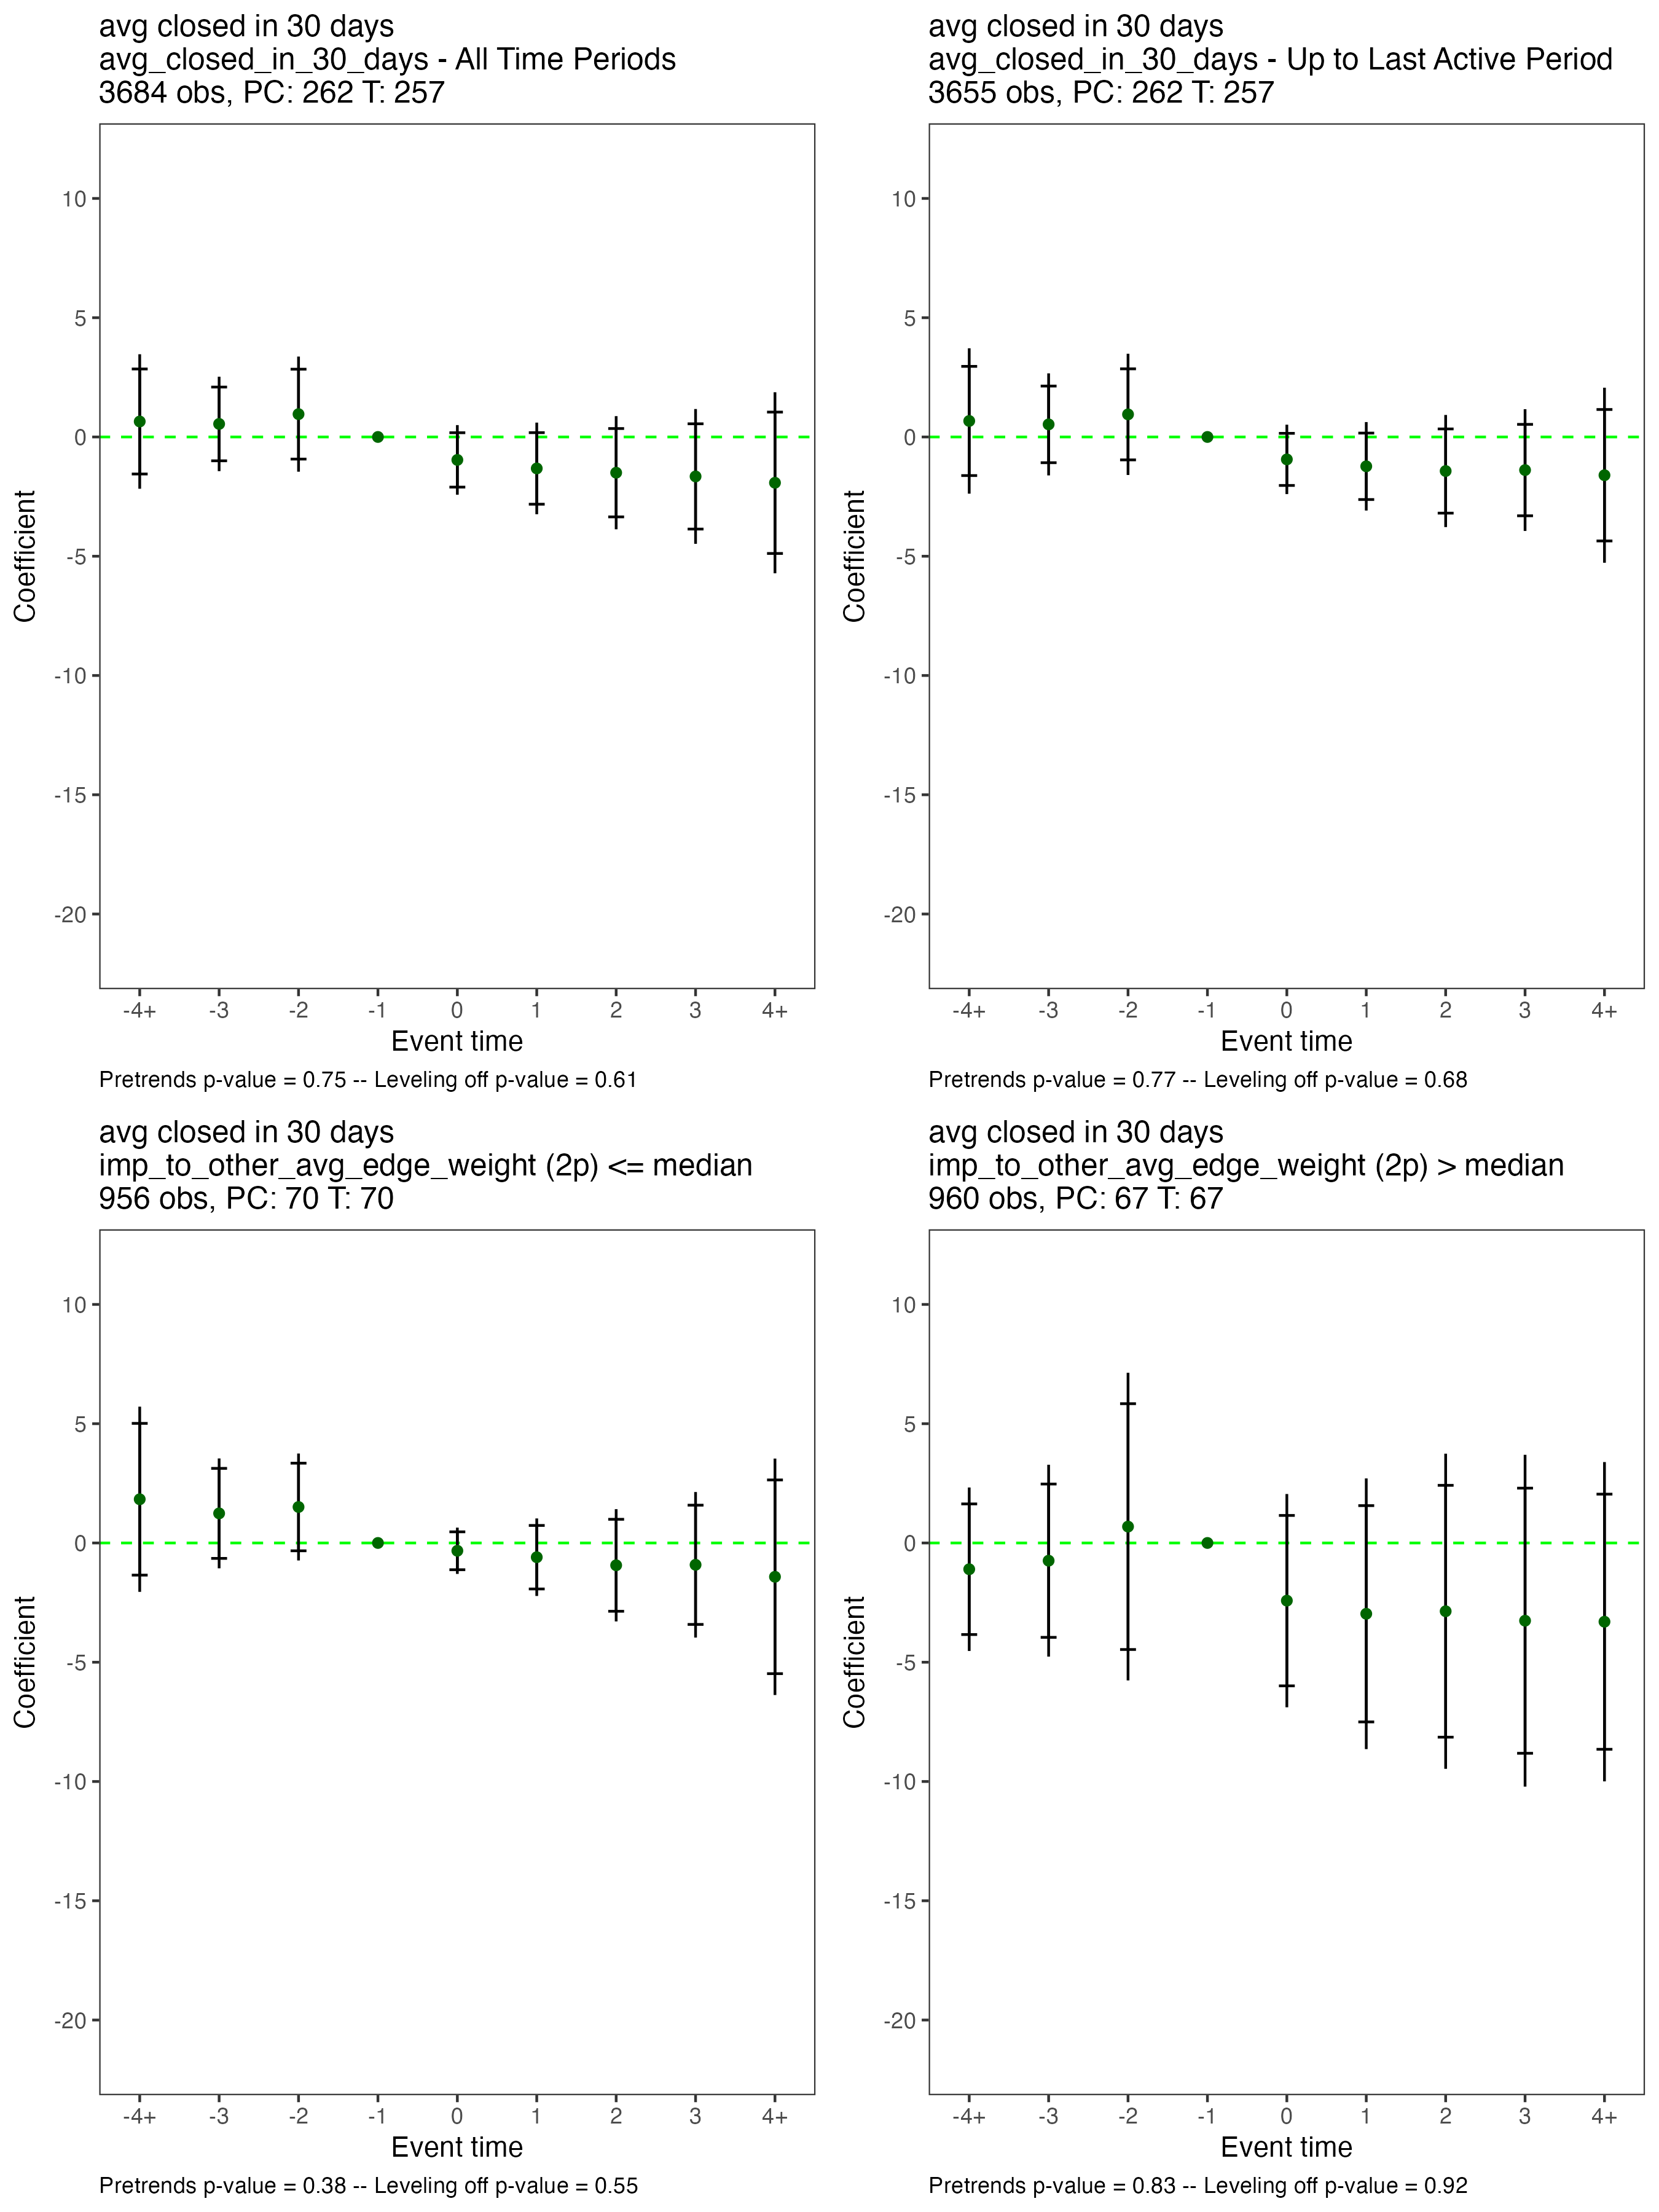 avg closed in 30 days
avg_closed_in_30_days - All Time Periods
3684 obs, PC: 262 T: 257
10
5
0
-5
-10
-15
-20
Coefficient
-4+ -3 -2 -1 0 1 2 3 4+
Event time
Pretrends p-value = 0.75 -- Leveling off p-value = 0.61
avg closed in 30 days
avg_closed_in_30_days - Up to Last Active Period
3655 obs, PC: 262 T: 257
10
5
0
-5
-10
-15
-20
Coefficient
-4+ -3 -2 -1 0 1 2 3 4+
Event time
Pretrends p-value = 0.77 -- Leveling off p-value = 0.68
avg closed in 30 days
imp_to_other_avg_edge_weight (2p) <= median
956 obs, PC: 70 T: 70
10
5
0
-5
-10
-15
-20
Coefficient
-4+ -3 -2 -1 0 1 2 3 4+
Event time
Pretrends p-value = 0.38 -- Leveling off p-value = 0.55
avg closed in 30 days
imp_to_other_avg_edge_weight (2p) > median
960 obs, PC: 67 T: 67
10
5
0
-5
-10
-15
-20
Coefficient
-4+ -3 -2 -1 0 1 2 3 4+
Event time
Pretrends p-value = 0.83 -- Leveling off p-value = 0.92